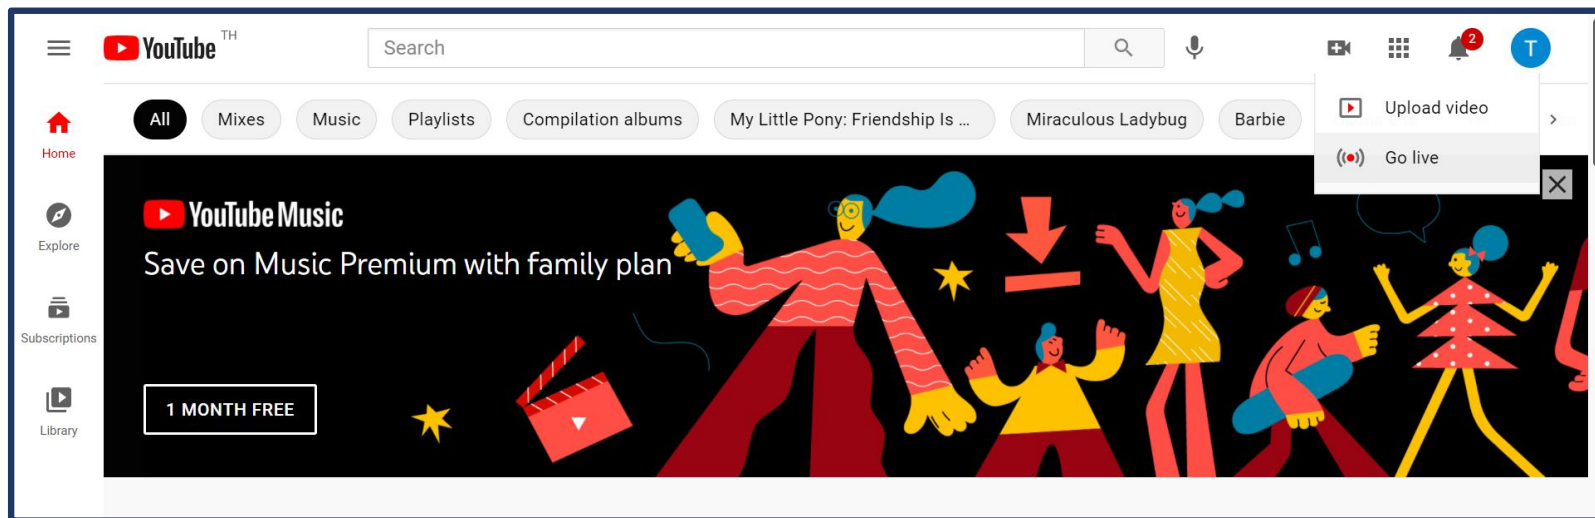 YouTube TH
Search
2
T
All
Mixes
Music
Playlists
Compilation albums
My Little Pony: Friendship Is ...
Miraculous Ladybug
Barbie
Upload video
Go live
Home
Explore
Subscriptions
Library
YouTube Music
Save on Music Premium with family plan
1 MONTH FREE